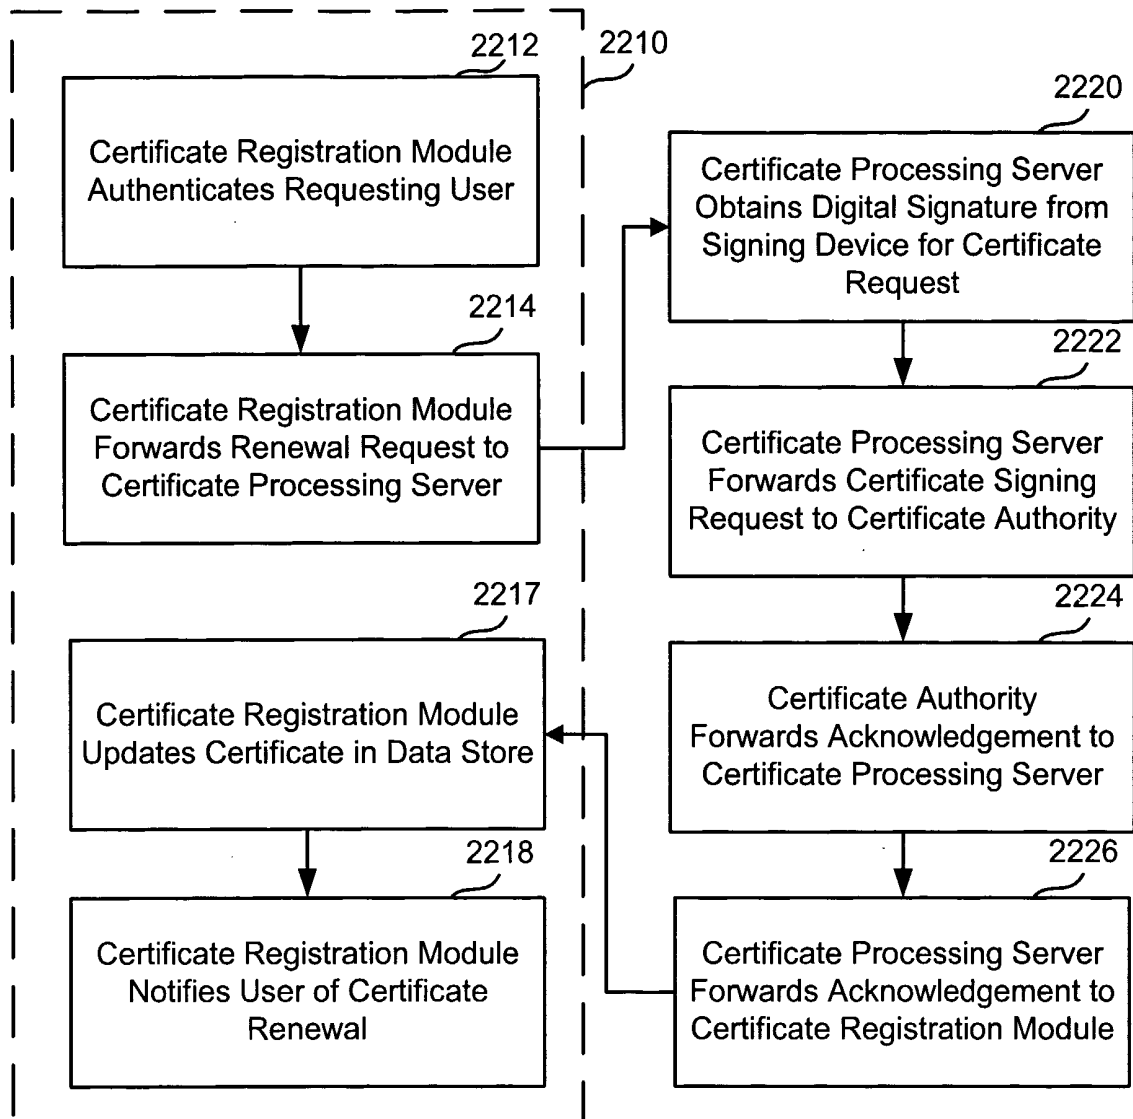 2212
2210
Certificate Registration Module
Authenticates Requesting User
2214
Certificate Registration Module
Forwards Renewal Request to
Certificate Processing Server
2220
Certificate Processing Server
Obtains Digital Signature from
Signing Device for Certificate
Request
2222
Certificate Processing Server
Forwards Certificate Signing
Request to Certificate Authority
2224
Certificate Authority
Forwards Acknowledgement to
Certificate Processing Server
2226
Certificate Processing Server
Forwards Acknowledgement to
Certificate Registration Module
2217
Certificate Registration Module
Updates Certificate in Data Store
2218
Certificate Registration Module
Notifies User of Certificate
Renewal